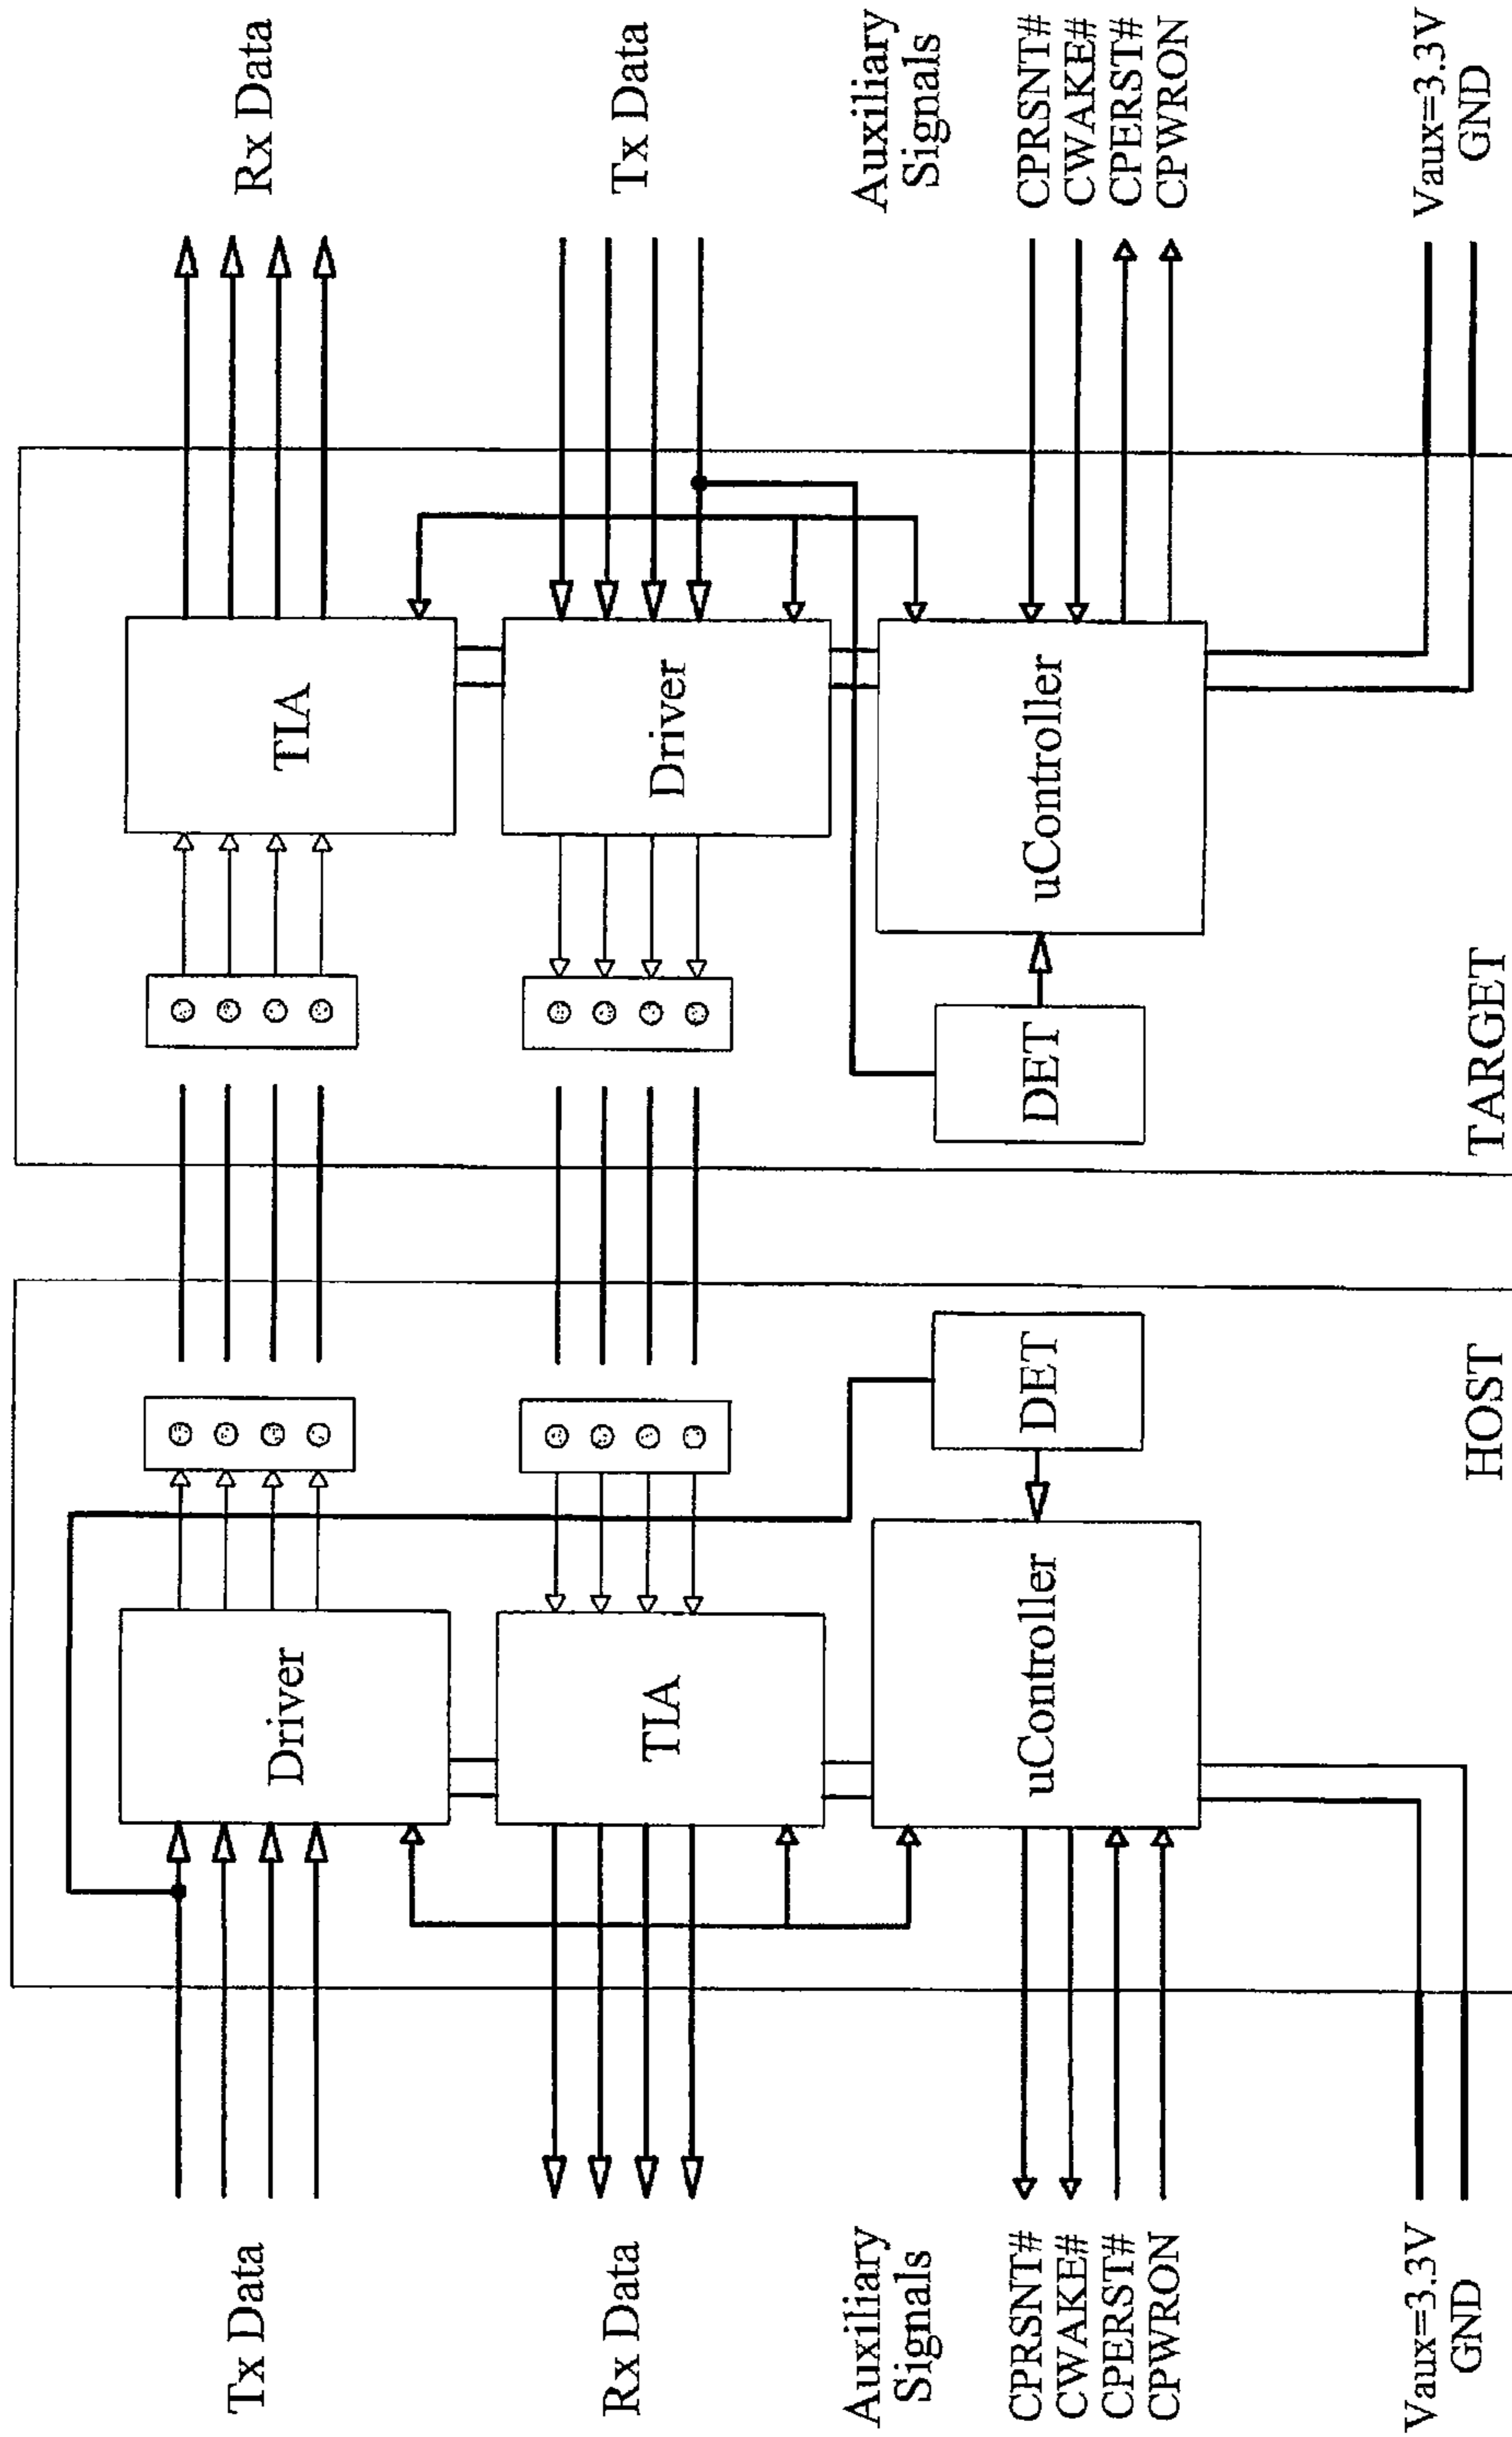 Tx Data
Rx Data
Auxiliary
Signals
CPRSNT#
CWAKE#
CPERST#
CPWRON
Vaux=3.3V
GND
Driver
TIA
uController
DET
HOST
TIA
Driver
uController
DET
TARGET
Rx Data
Tx Data
Auxiliary
Signals
CPRSNT#
CWAKE#
CPERST#
CPWRON
Vaux=3.3V
GND